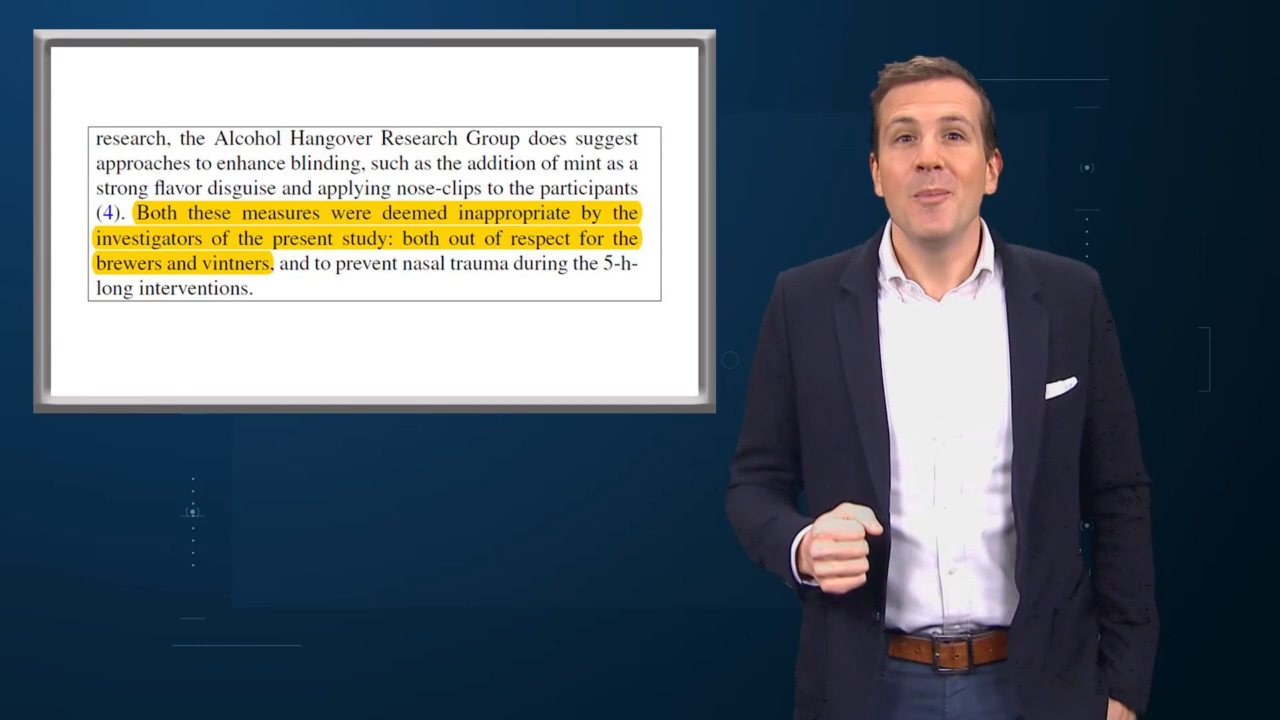 research, the Alcohol Hangover Research Group does suggest
approaches to enhance blinding, such as the addition of mint as a
strong flavor disguise and applying nose-clips to the participants
(4). Both these measures were deemed inappropriate by the
investigators of the present study: both out of respect for the
brewers and vintners, and to prevent nasal trauma during the 5-h-
long interventions.